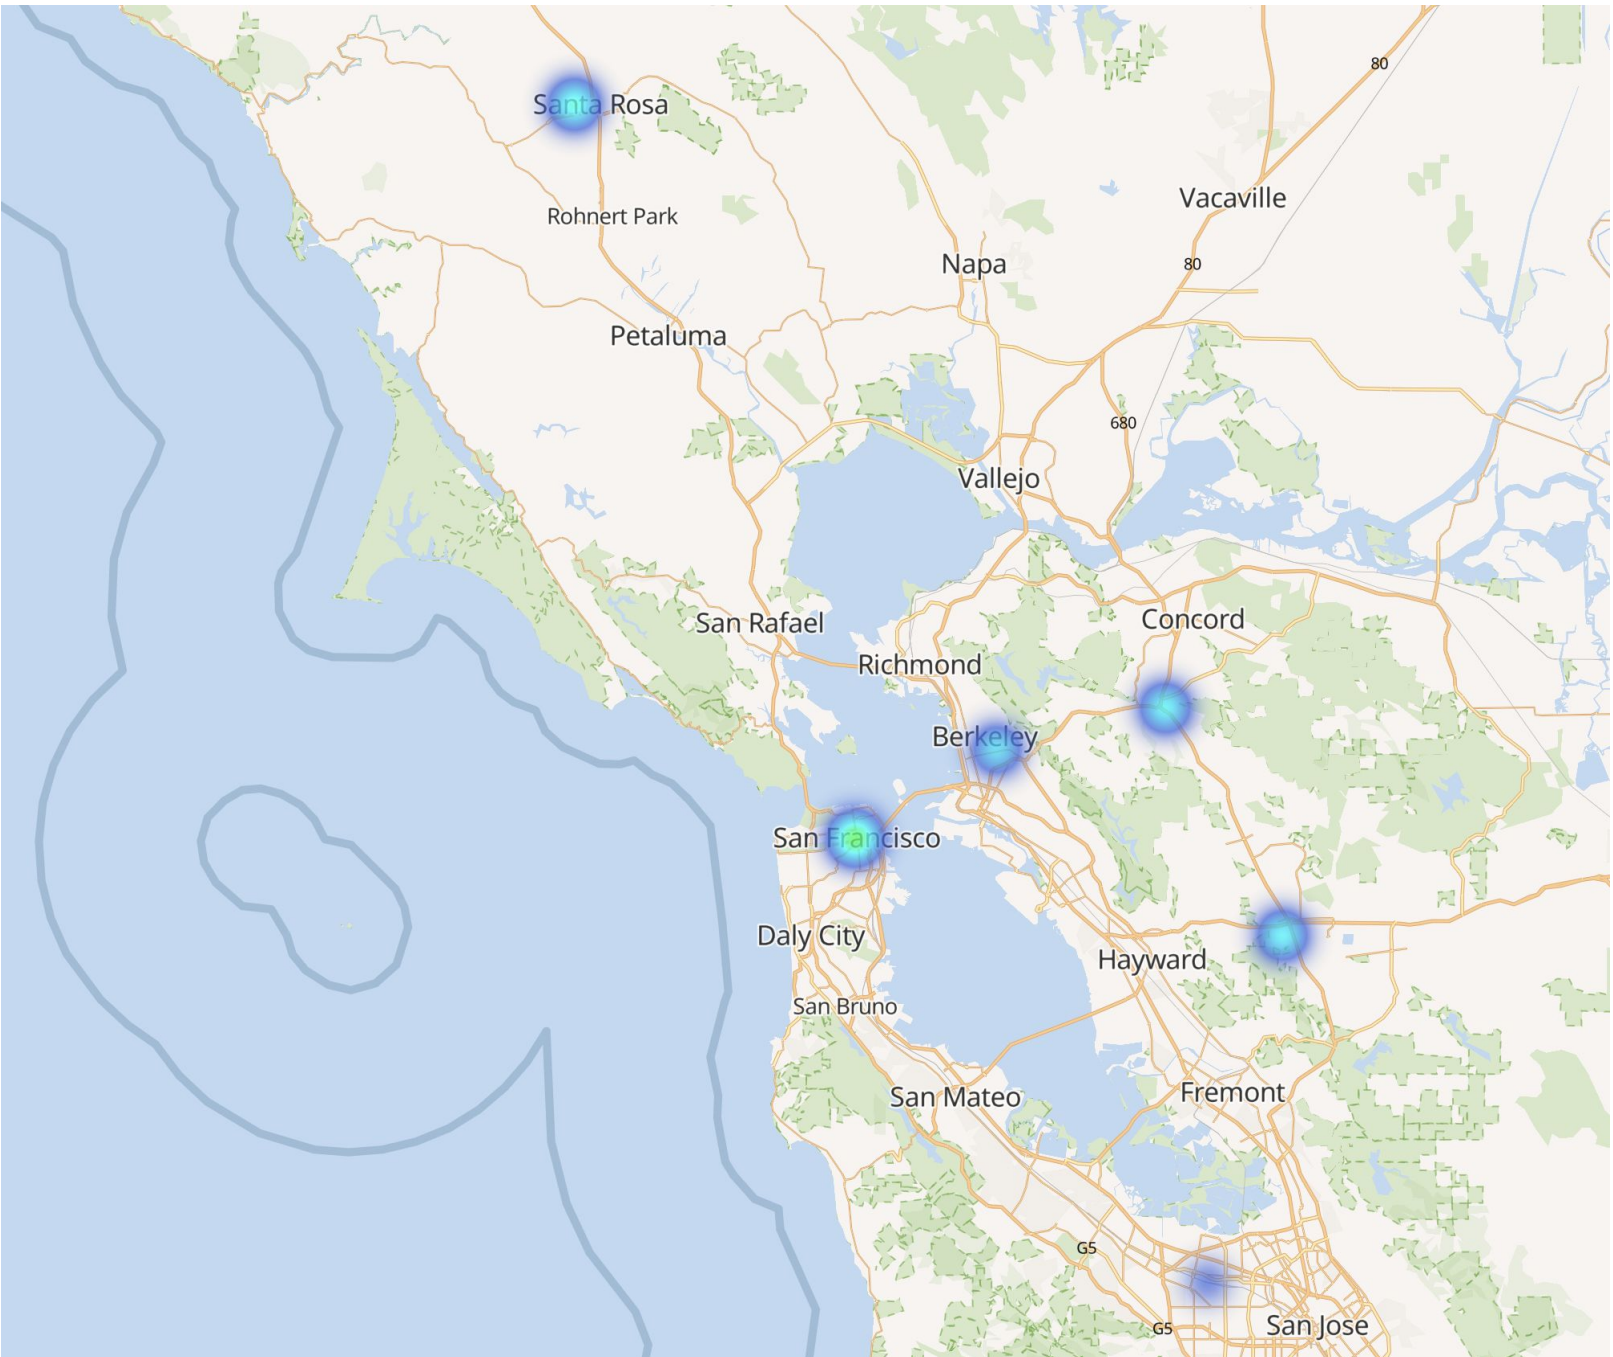 80
Santa Rosa
Vacaville
Rohnert Park
Napa
80
Petaluma
680
Vallejo
Concord
San Rafael
Richmond
Berkeley
San Francisco
Daly City
Hayward
San Bruno
Fremont
San Mateo
G5
San Jose
G5